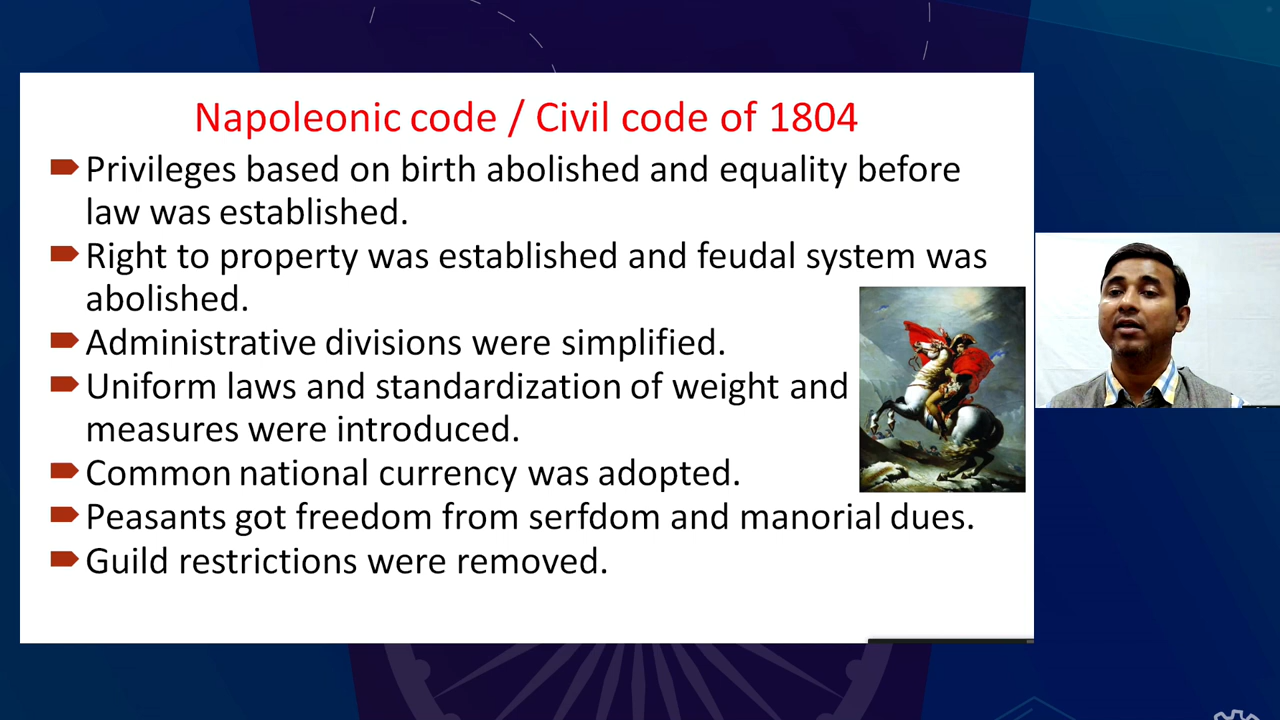 Napoleonic code / Civil code of 1804
Privileges based on birth abolished and equality before
law was established.
Right to property was established and feudal system was
abolished.
Administrative divisions were simplified.
Uniform laws and standardization of weight and
measures were introduced.
Common national currency was adopted.
Peasants got freedom from serfdom and manorial dues.
Guild restrictions were removed.